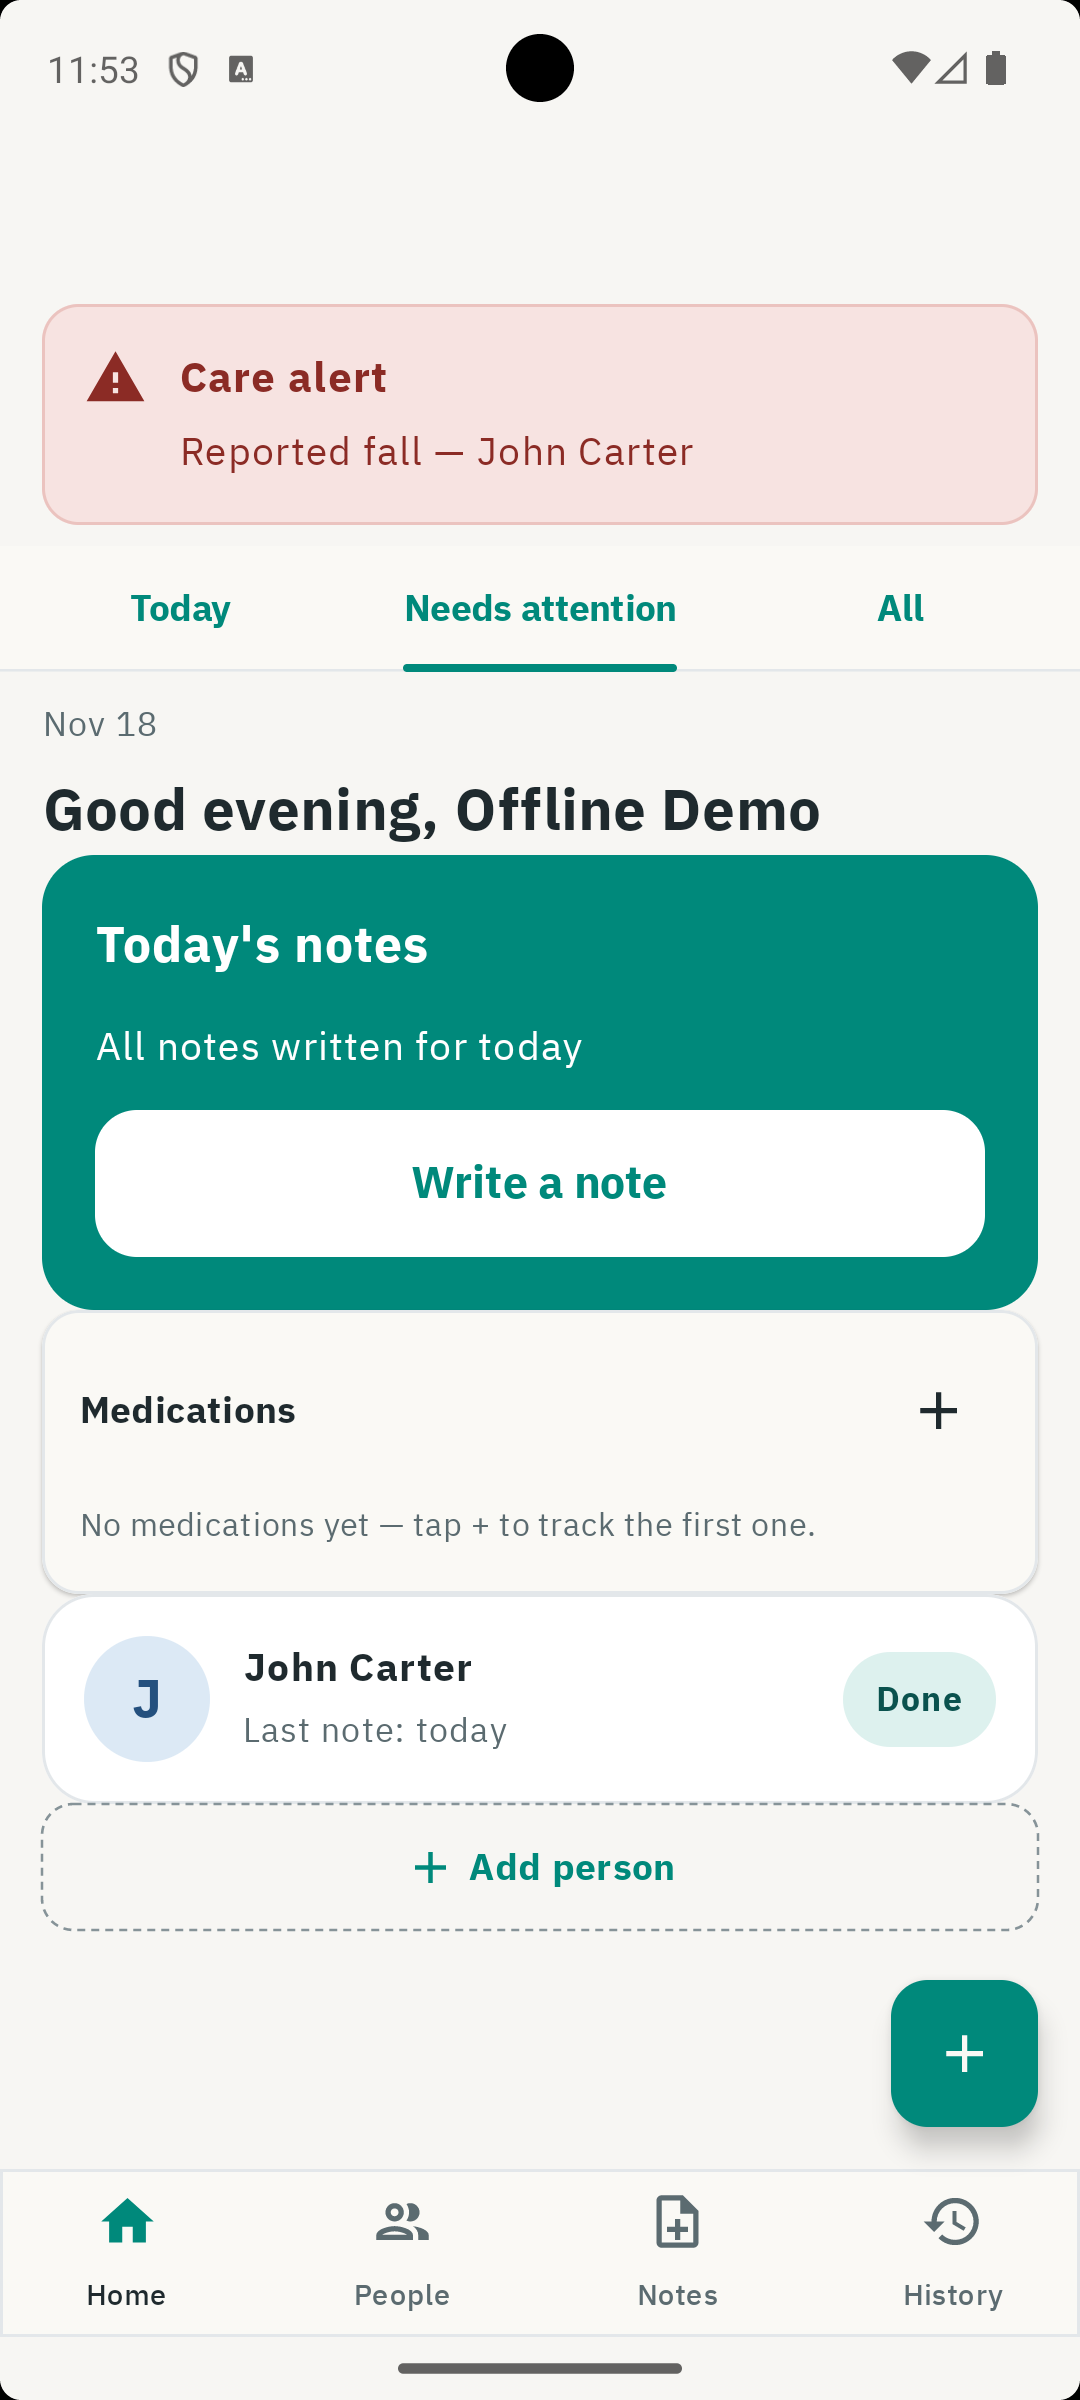 11:53
Care alert
Reported fall — John Carter
Today
Needs attention
All
Nov 18
Good evening, Offline Demo
Today's notes
All notes written for today
Write a note
Medications
No medications yet — tap + to track the first one.
J
John Carter
Last note: today
Done
Add person
Home
People
Notes
History